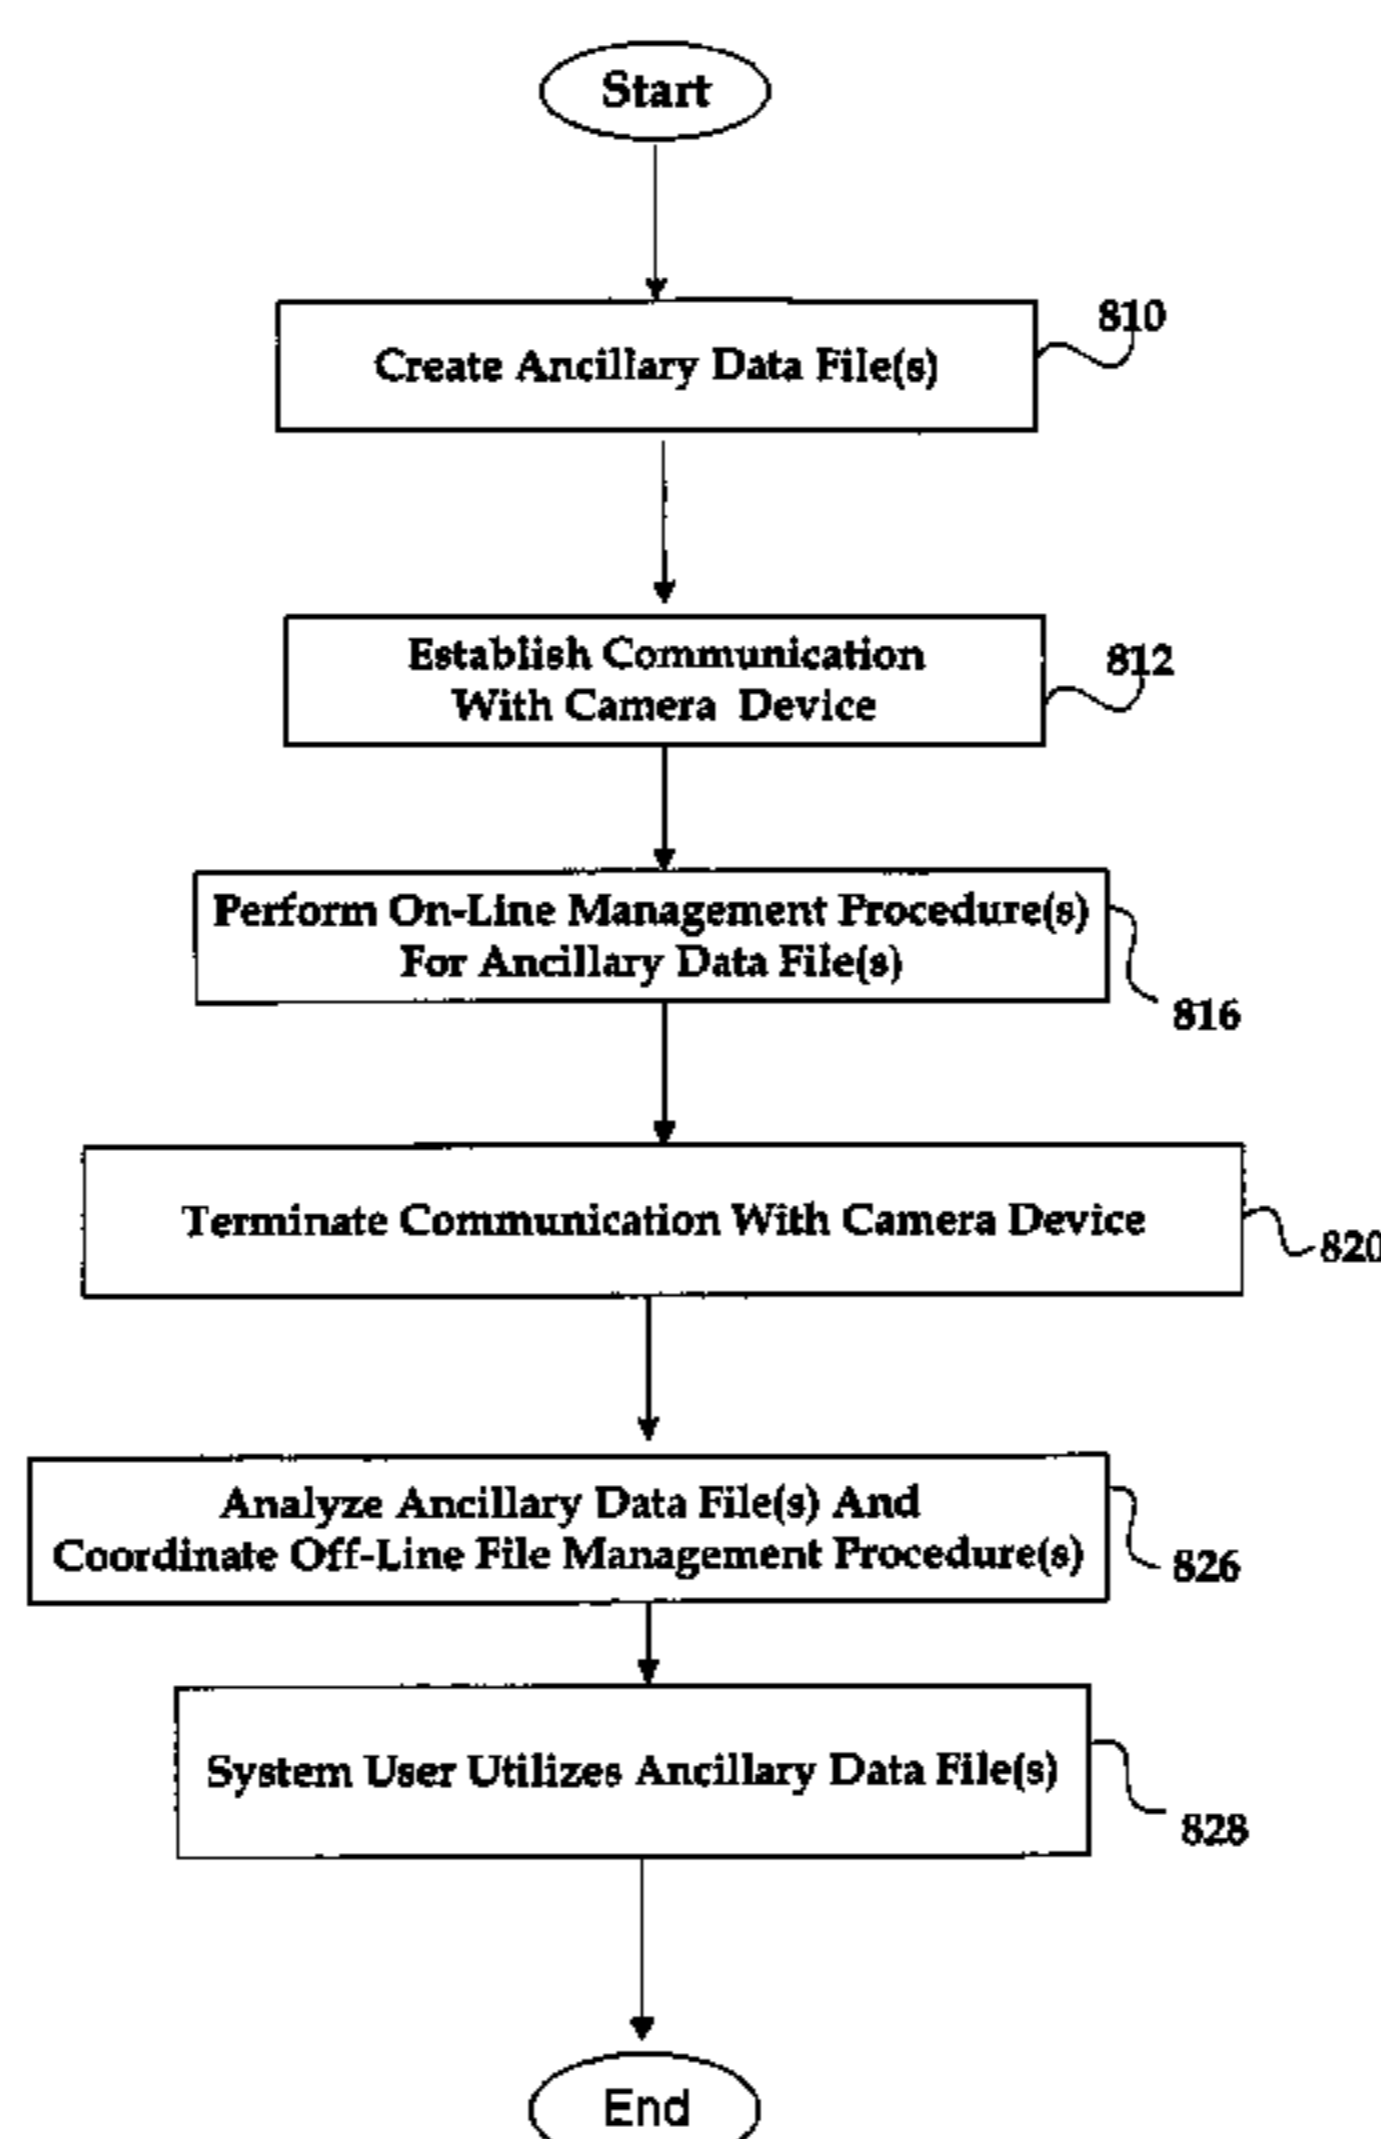 Start
810
Create Ancillary Data File(s)
Establish Communication
With Camera Device
812
Perform On-Line Management Procedure(s)
For Ancillary Data File(s)
816
Terminate Communication With Camera Device
820
Analyze Ancillary Data File(s) And
Coordinate Off-Line File Management Procedure(s)
826
System User Utilizes Ancillary Data File(s)
828
End